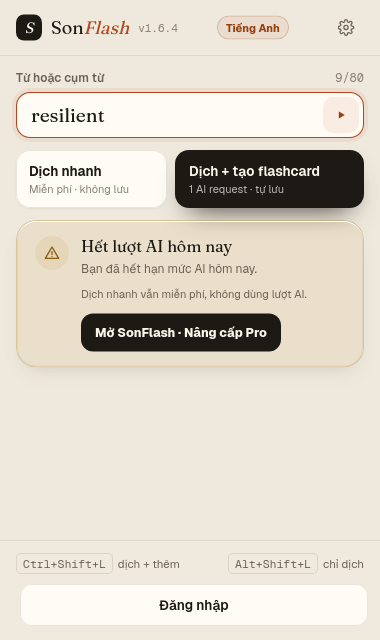 S SonFlash v1.6.4 Tiếng Anh
Từ hoặc cụm từ 9/80
resilient
Dịch nhanh
Miễn phí · không lưu
Dịch + tạo flashcard
1 AI request · tự lưu
Hết lượt AI hôm nay
Bạn đã hết hạn mức AI hôm nay.
Dịch nhanh vẫn miễn phí, không dùng lượt AI.
Mở SonFlash · Nâng cấp Pro
Ctrl+Shift+L dịch + thêm Alt+Shift+L chỉ dịch
Đăng nhập